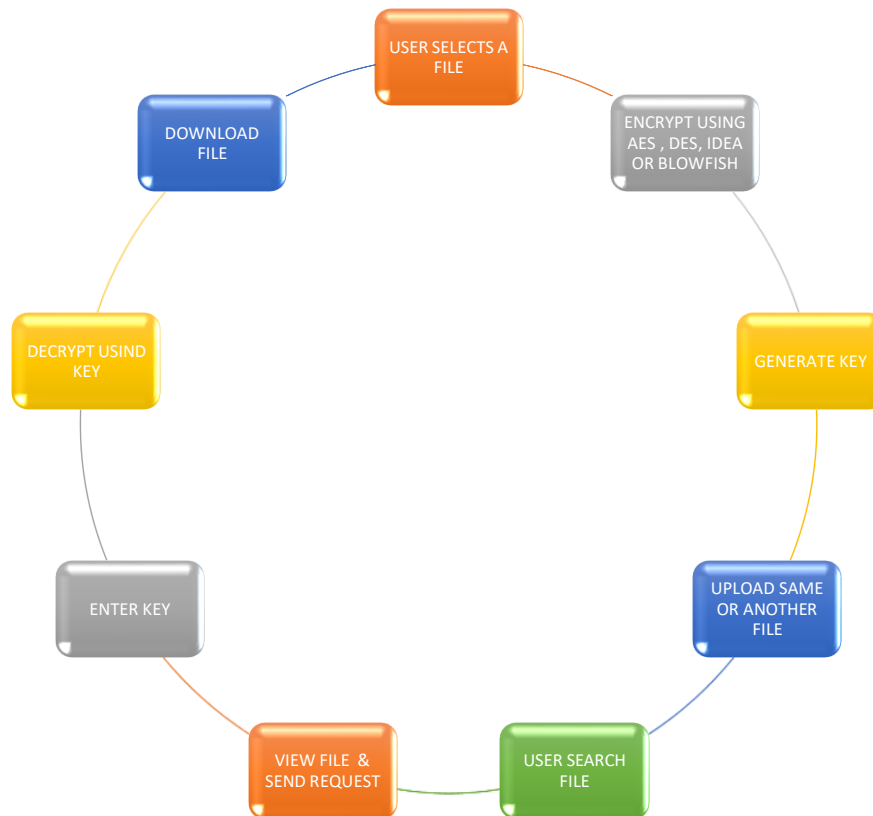 USER SELECTS A
FILE
ENCRYPT USING
AES , DES, IDEA
OR BLOWFISH
GENERATE KEY
UPLOAD SAME
OR ANOTHER
FILE
USER SEARCH
FILE
VIEW FILE &
SEND REQUEST
ENTER KEY
DECRYPT USIND
KEY
DOWNLOAD
FILE